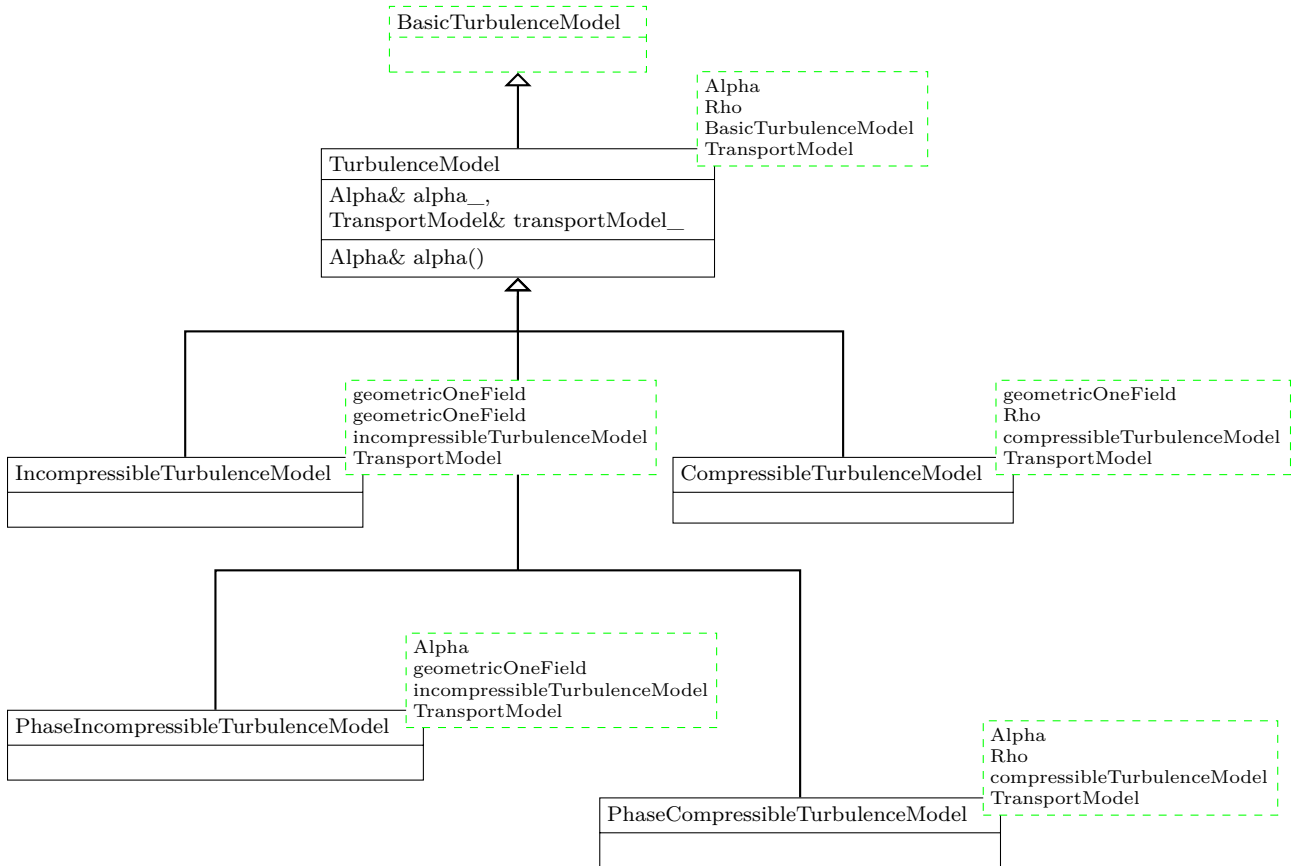 BasicTurbulenceModel
Alpha
Rho
BasicTurbulenceModel
TransportModel
TurbulenceModel
Alpha& alpha_,
TransportModel& transportModel_
Alpha& alpha()
geometricOneField
geometricOneField
incompressibleTurbulenceModel
TransportModel
IncompressibleTurbulenceModel
geometricOneField
Rho
compressibleTurbulenceModel
TransportModel
CompressibleTurbulenceModel
Alpha
geometricOneField
incompressibleTurbulenceModel
TransportModel
PhaseIncompressibleTurbulenceModel
Alpha
Rho
compressibleTurbulenceModel
TransportModel
PhaseCompressibleTurbulenceModel